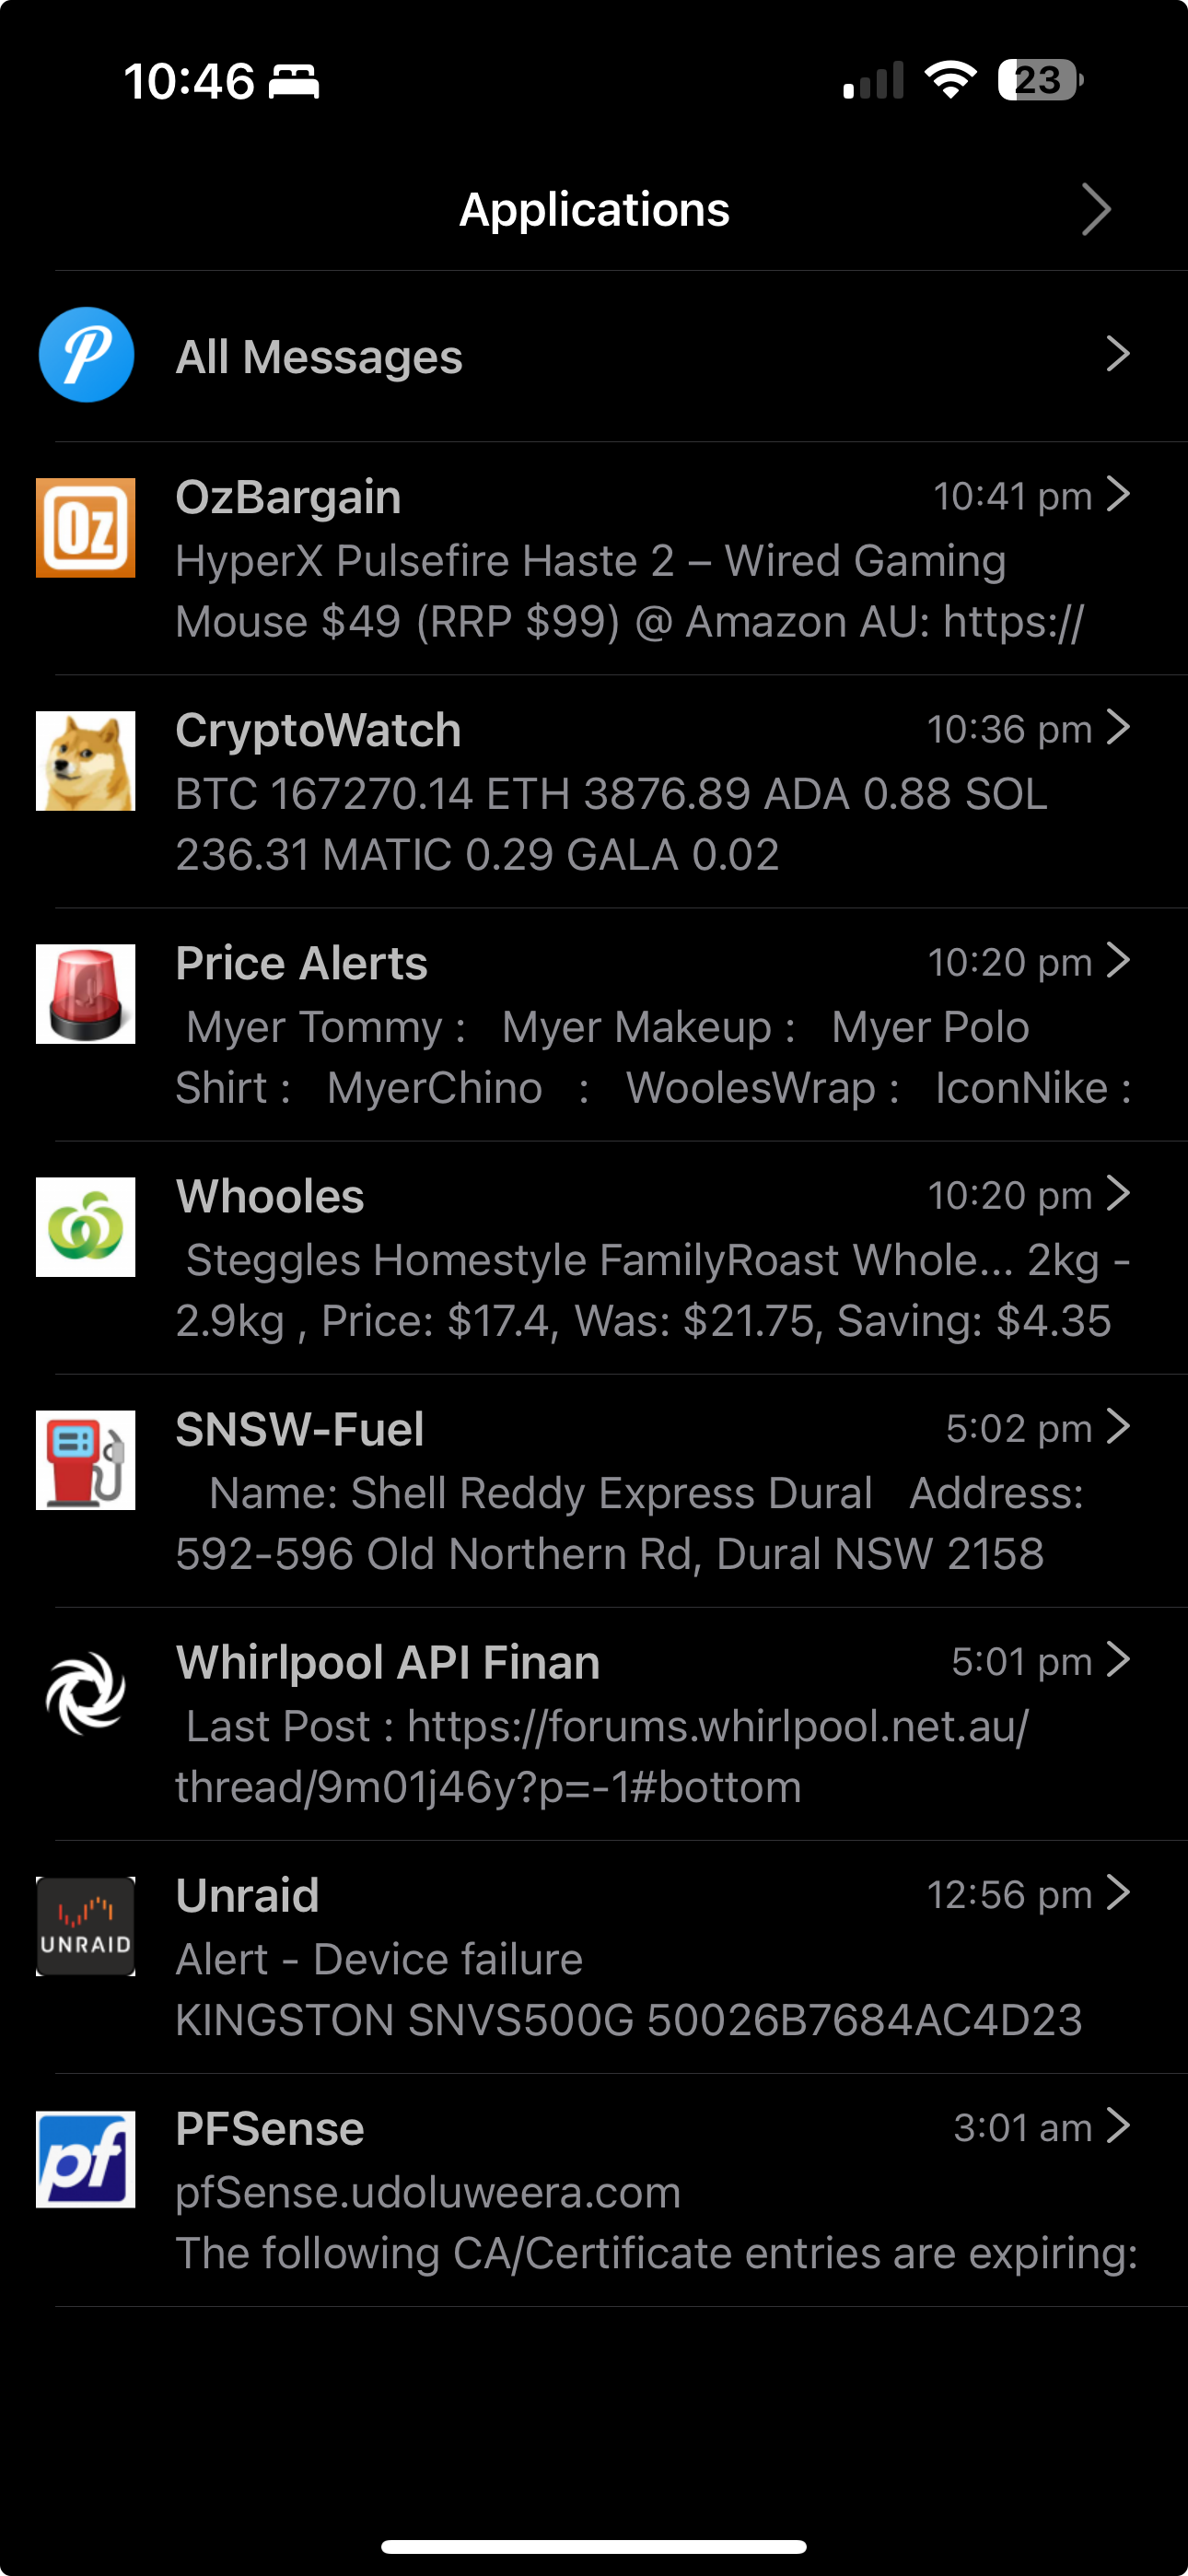 10:46
23
Applications
All Messages
Oz
OzBargain
10:41 pm
HyperX Pulsefire Haste 2 – Wired Gaming
Mouse $49 (RRP $99) @ Amazon AU: https://
CryptoWatch
10:36 pm
BTC 167270.14 ETH 3876.89 ADA 0.88 SOL
236.31 MATIC 0.29 GALA 0.02
Price Alerts
10:20 pm
Myer Tommy : Myer Makeup : Myer Polo
Shirt : MyerChino : WoolesWrap : IconNike :
Whooles
10:20 pm
Steggles Homestyle FamilyRoast Whole... 2kg -
2.9kg , Price: $17.4, Was: $21.75, Saving: $4.35
SNSW-Fuel
5:02 pm
Name: Shell Reddy Express Dural Address:
592-596 Old Northern Rd, Dural NSW 2158
Whirlpool API Finan
5:01 pm
Last Post : https://forums.whirlpool.net.au/
thread/9m01j46y?p=-1#bottom
UNRAID
Unraid
12:56 pm
Alert - Device failure
KINGSTON SNVS500G 50026B7684AC4D23
pf
PFSense
3:01 am
pfSense.udoluweera.com
The following CA/Certificate entries are expiring: